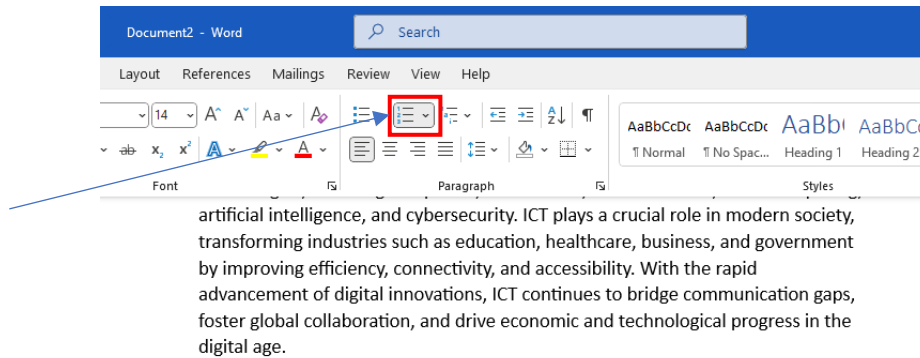 Document2 - Word Search
Layout References Mailings Review View Help
14 A A Aa A
ab x₂ x² A A
AaBbCcDc AaBbCcDc AaBb AaBbC
¶ Normal ¶ No Spac... Heading 1 Heading 2
Font Paragraph Styles
artificial intelligence, and cybersecurity. ICT plays a crucial role in modern society,
transforming industries such as education, healthcare, business, and government
by improving efficiency, connectivity, and accessibility. With the rapid
advancement of digital innovations, ICT continues to bridge communication gaps,
foster global collaboration, and drive economic and technological progress in the
digital age.